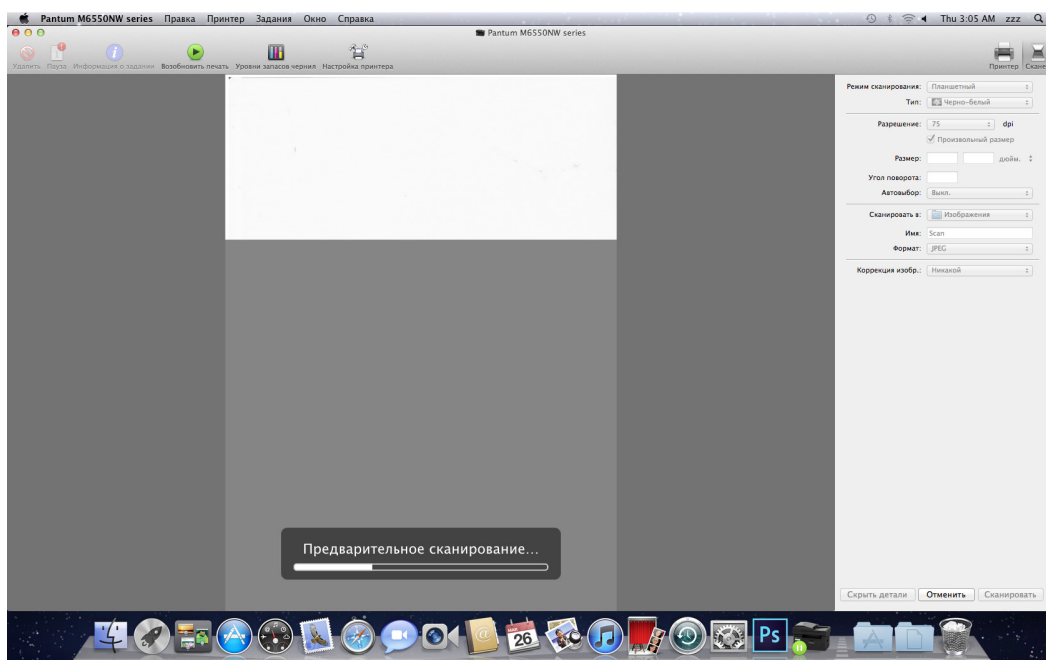 Pantum M6550NW series Правка Принтер Задания Окно Справка Thu 3:05 AM zzz
Pantum M6550NW series
Удалить Пауза Информация о задании Возобновить печать Уровни запасов чернил Настройка принтера Принтер Скане
Режим сканирования: Планшетный
Тип: Черно-белый
Разрешение: 75 dpi
Произвольный размер
Размер: дюйм.
Угол поворота:
Автовыбор: Выкл.
Сканировать в: Изображения
Имя: Scan
Формат: JPEG
Коррекция изобр.: Никакой
Предварительное сканирование...
Скрыть детали Отменить Сканировать
26
Ps